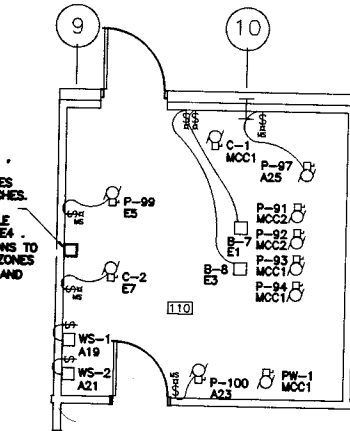 9
10
C-1
MCC1
P-97
A25
ES
CHES.
P-99
E5
P-91
MCC2
LE
E4.
ONS TO
ZONES
AND
B-7
E1
P-92
MCC2
P-93
MCC1
C-2
E7
B-8
E3
P-94
MCC1
110
WS-1
A19
WS-2
A21
P-100
A23
PW-1
MCC1